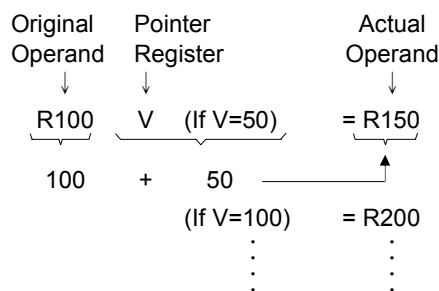 Original Pointer Actual
Operand Register Operand
R100 V (If V=50) = R150
100 + 50
(If V=100) = R200